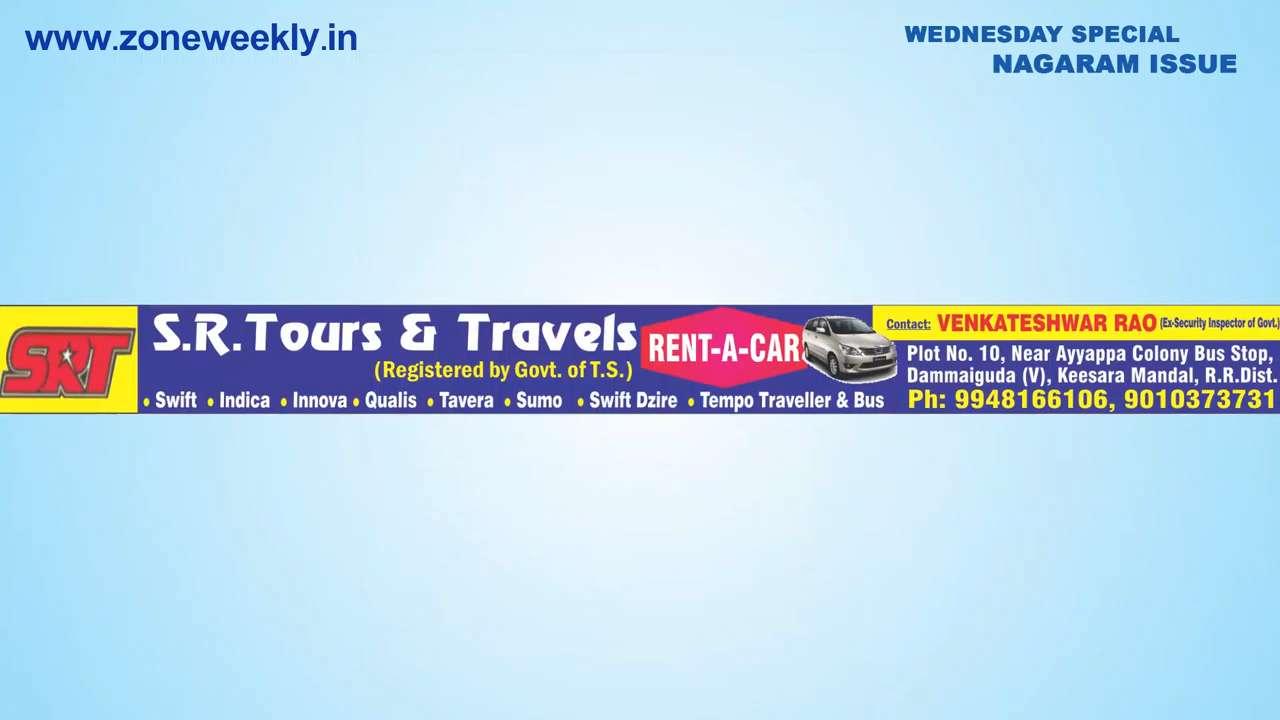 www.zoneweekly.in
WEDNESDAY SPECIAL
NAGARAM ISSUE
SRT
S.R.Tours & Travels
(Registered by Govt. of T.S.)
• Swift • Indica • Innova • Qualis • Tavera • Sumo • Swift Dzire • Tempo Traveller & Bus
RENT-A-CAR
Contact: VENKATESHWAR RAO (Ex-Security Inspector of Govt.)
Plot No. 10, Near Ayyappa Colony Bus Stop,
Dammaiguda (V), Keesara Mandal, R.R.Dist.
Ph: 9948166106, 9010373731